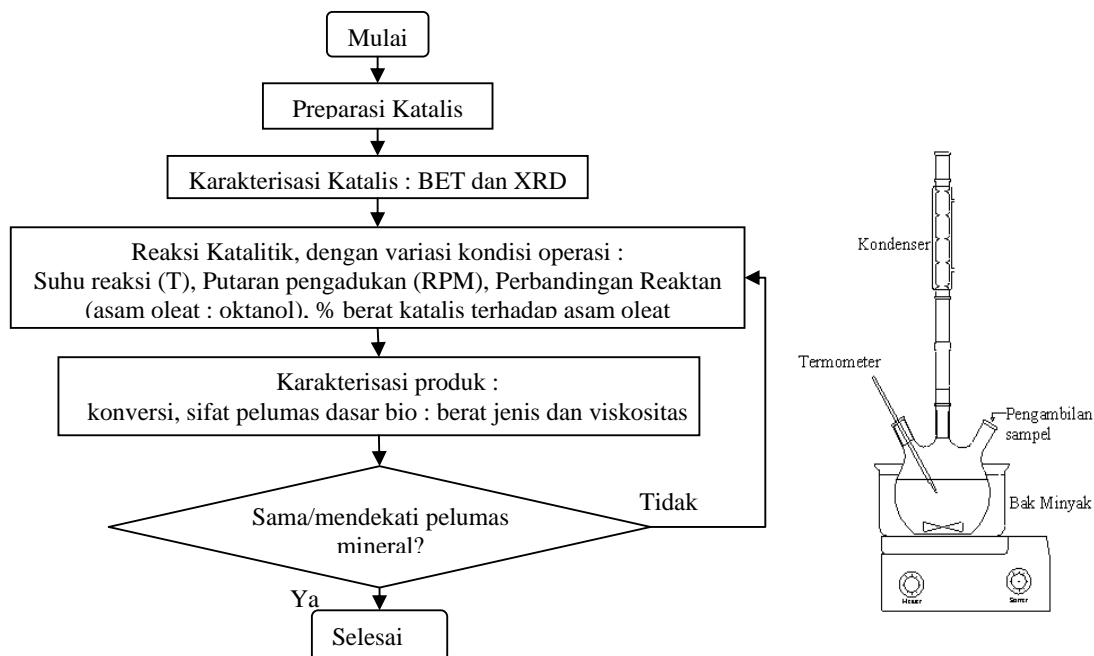 Mulai
Preparasi Katalis
Karakterisasi Katalis : BET dan XRD
Reaksi Katalitik, dengan variasi kondisi operasi :
Suhu reaksi (T), Putaran pengadukan (RPM), Perbandingan Reaktan
(asam oleat : oktanol), % berat katalis terhadap asam oleat
Karakterisasi produk :
konversi, sifat pelumas dasar bio : berat jenis dan viskositas
Sama/mendekati pelumas
mineral?
Tidak
Ya
Selesai
Kondenser
Termometer
Pengambilan
sampel
Bak Minyak